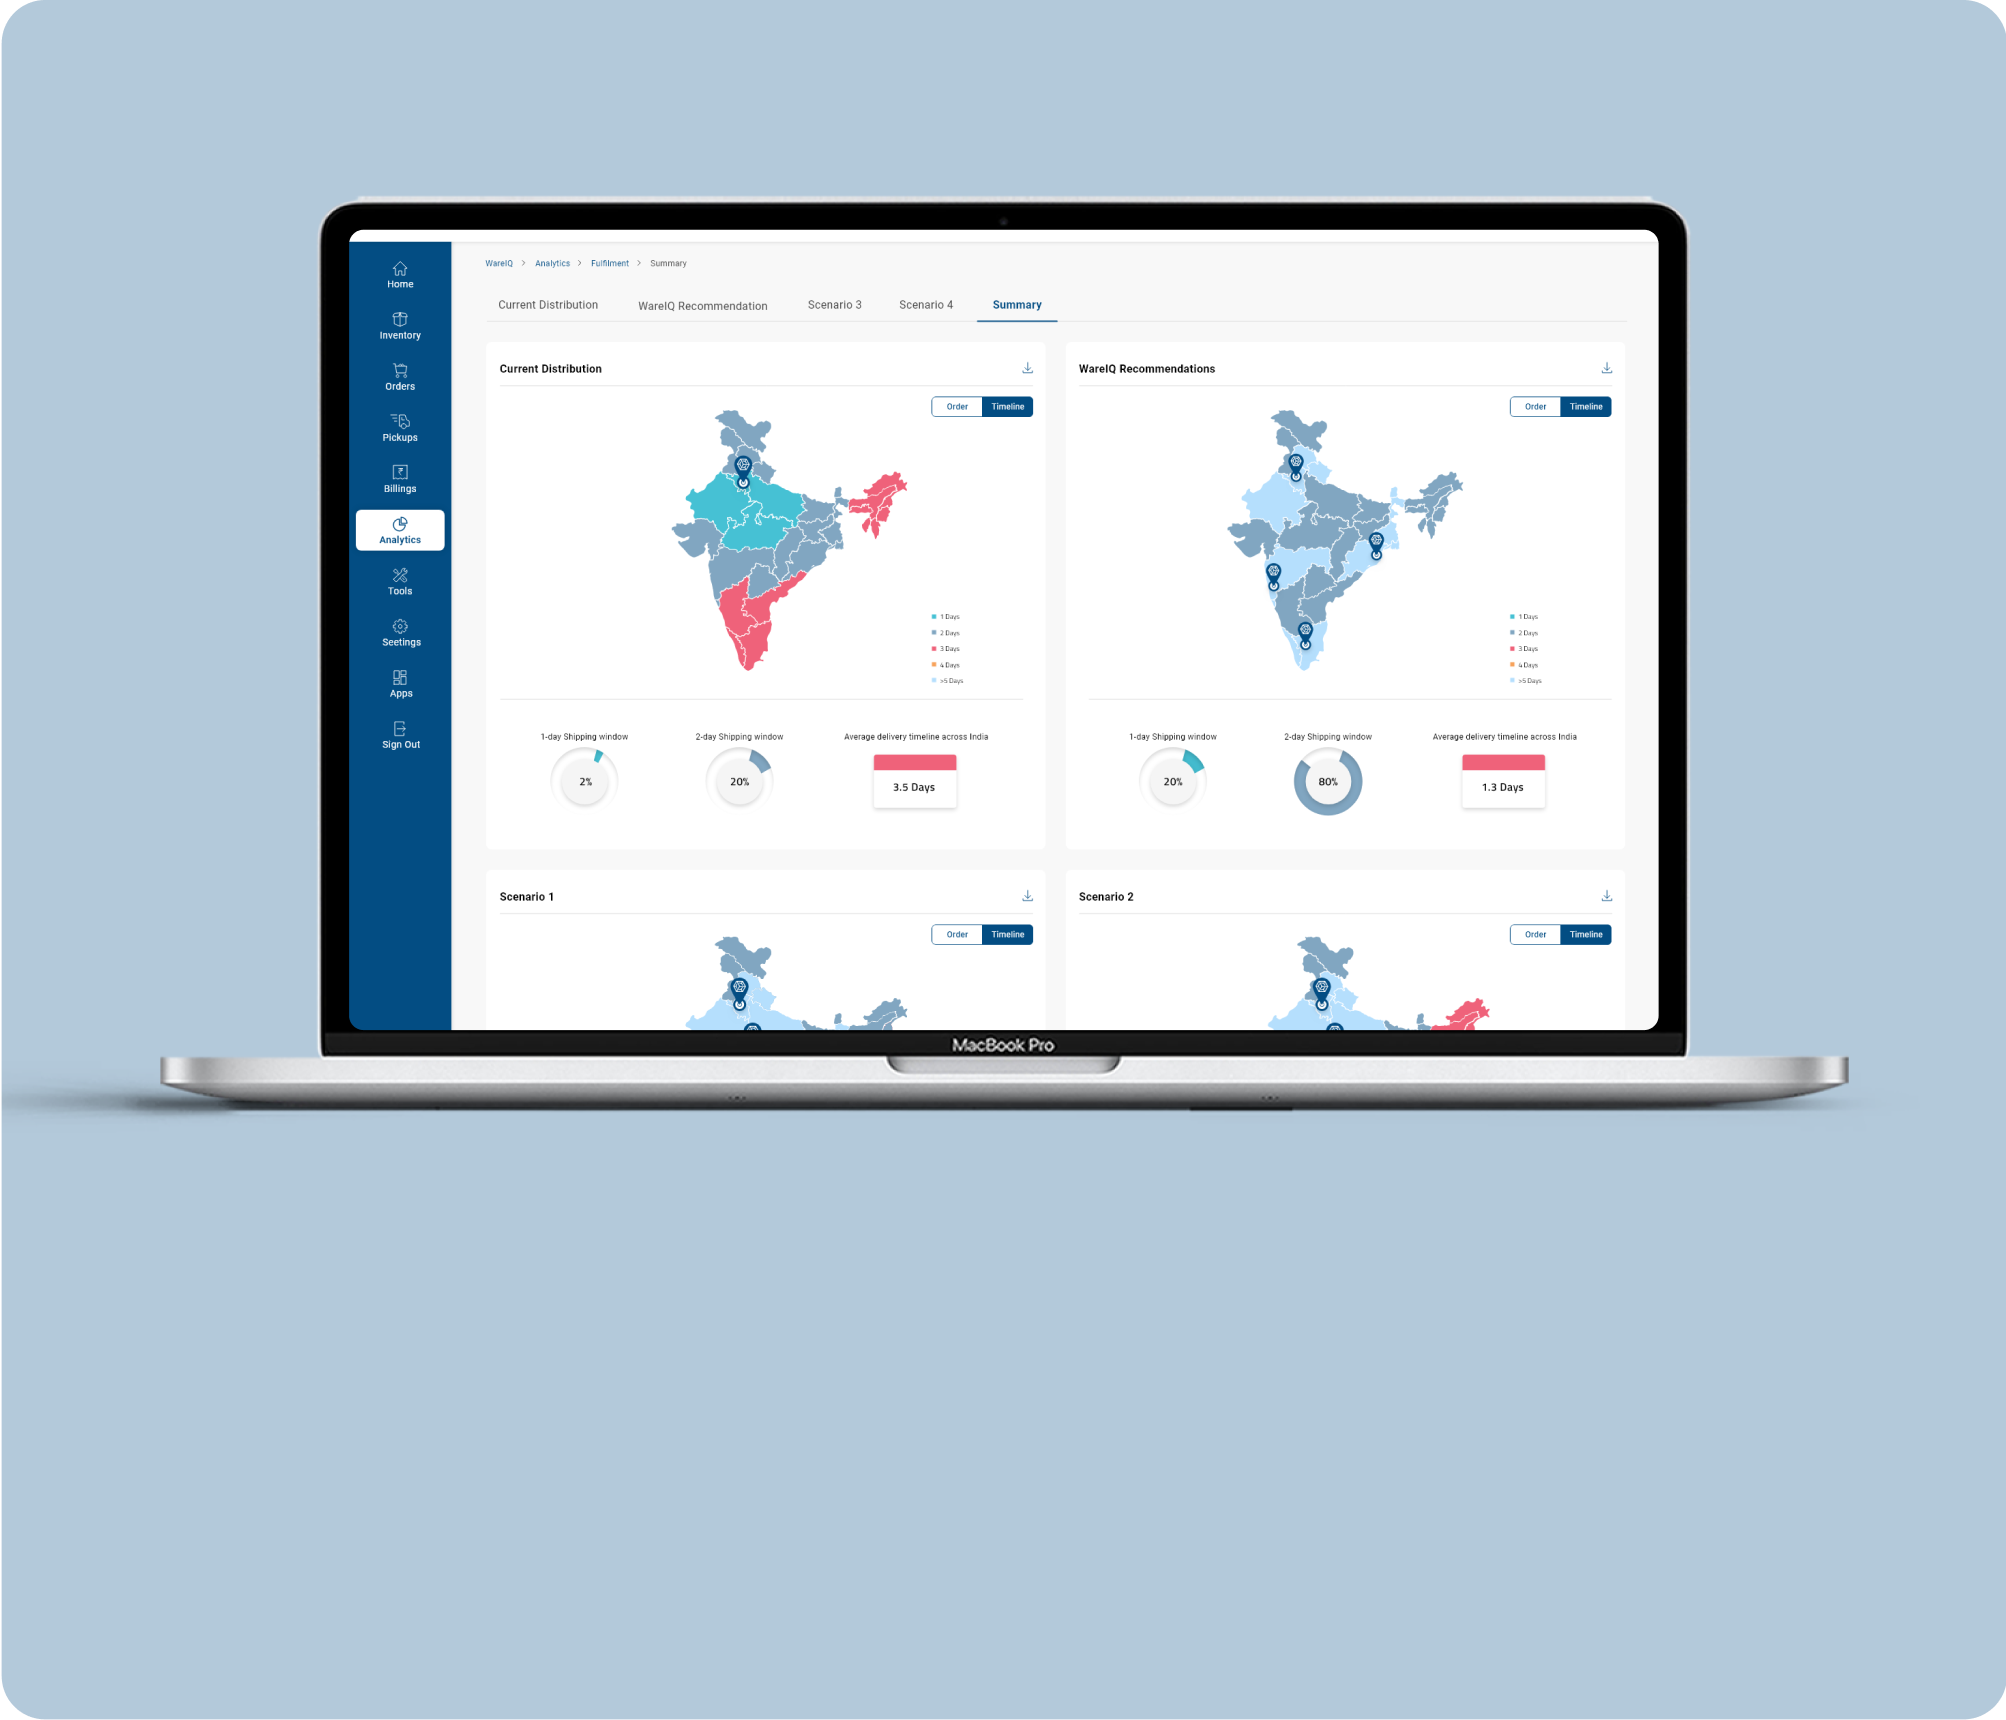 WareIQ > Analytics > Fulfilment > Summary
Home
Inventory
Orders
Pickups
Billings
Analytics
Tools
Seetings
Apps
Sign Out
Current Distribution WareIQ Recommendation Scenario 3 Scenario 4 Summary
Current Distribution
Order Timeline
1 Days
2 Days
3 Days
4 Days
>5 Days
1-day Shipping window 2-day Shipping window Average delivery timeline across India
2% 20% 3.5 Days
WareIQ Recommendations
Order Timeline
1 Days
2 Days
3 Days
4 Days
>5 Days
1-day Shipping window 2-day Shipping window Average delivery timeline across India
20% 80% 1.3 Days
Scenario 1
Order Timeline
Scenario 2
Order Timeline
MacBook Pro